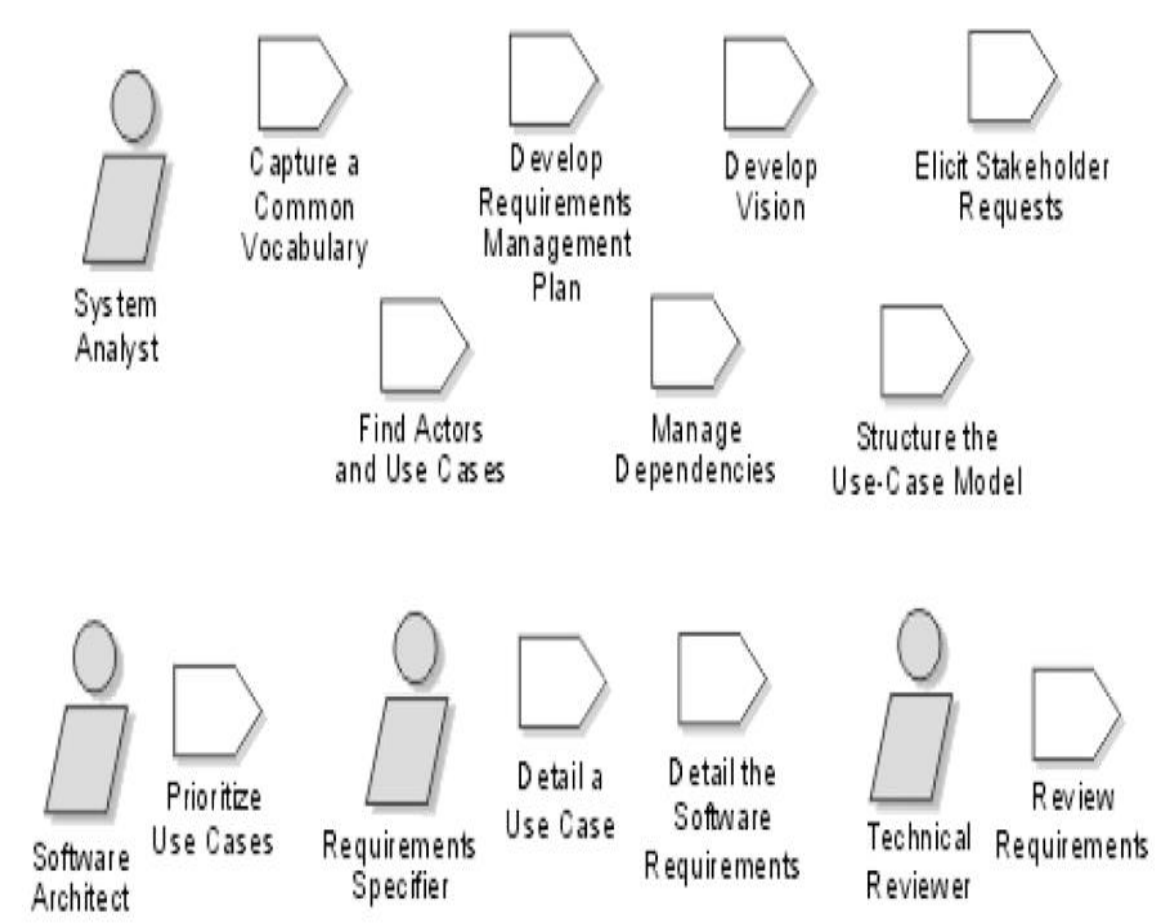 Capture a
Common
Vocabulary
Develop
Requirements
Management
Plan
Develop
Vision
Elicit Stakeholder
Requests
System
Analyst
Find Actors
and Use Cases
Manage
Dependencies
Structure the
Use-Case Model
Software
Architect
Prioritize
Use Cases
Requirements
Specifier
Detail a
Use Case
Detail the
Software
Requirements
Technical
Reviewer
Review
Requirements